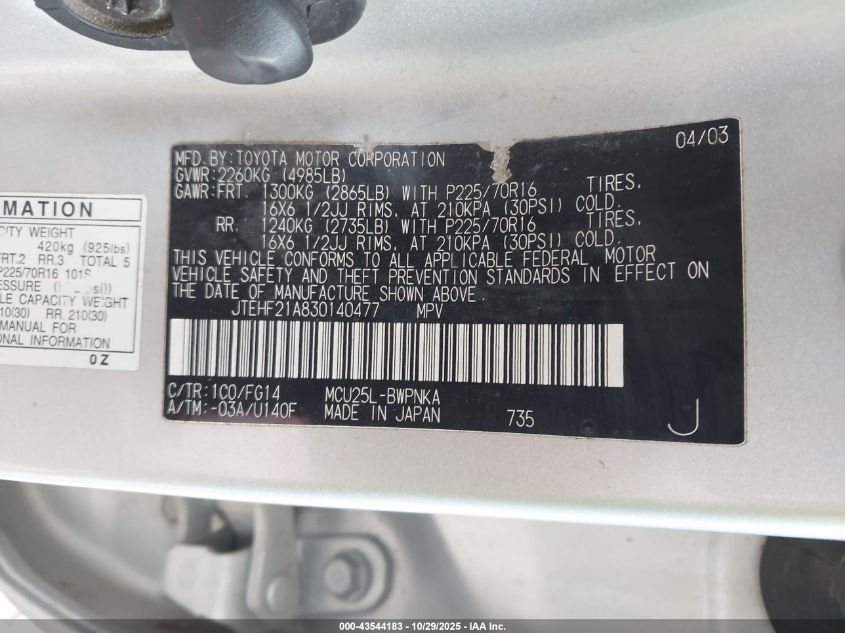 04/03
MFD. BY: TOYOTA MOTOR CORPORATION
GVWR: 2260KG (4985LB)
GAWR: FRT. 1300KG (2865LB) WITH P225/70R16 TIRES,
16X6 1/2JJ RIMS, AT 210KPA (30PSI) COLD.
RR. 1240KG (2735LB) WITH P225/70R16 TIRES,
16X6 1/2JJ RIMS, AT 210KPA (30PSI) COLD.
THIS VEHICLE CONFORMS TO ALL APPLICABLE FEDERAL MOTOR
VEHICLE SAFETY AND THEFT PREVENTION STANDARDS IN EFFECT ON
THE DATE OF MANUFACTURE SHOWN ABOVE.
JTEHF21A830140477 MPV
C/TR: 1C0/FG14 MCU25L-BWPNKA
A/TM: -03A/U140F MADE IN JAPAN 735 J
MATION
CITY WEIGHT
420kg (925lbs)
FRT.2 RR.3 TOTAL 5
P225/70R16 101S
LE CAPACITY WEIGHT
10(30) RR. 210(30)
MANUAL FOR
ONAL INFORMATION
0Z
000-43544183 - 10/29/2025 - IAA Inc.